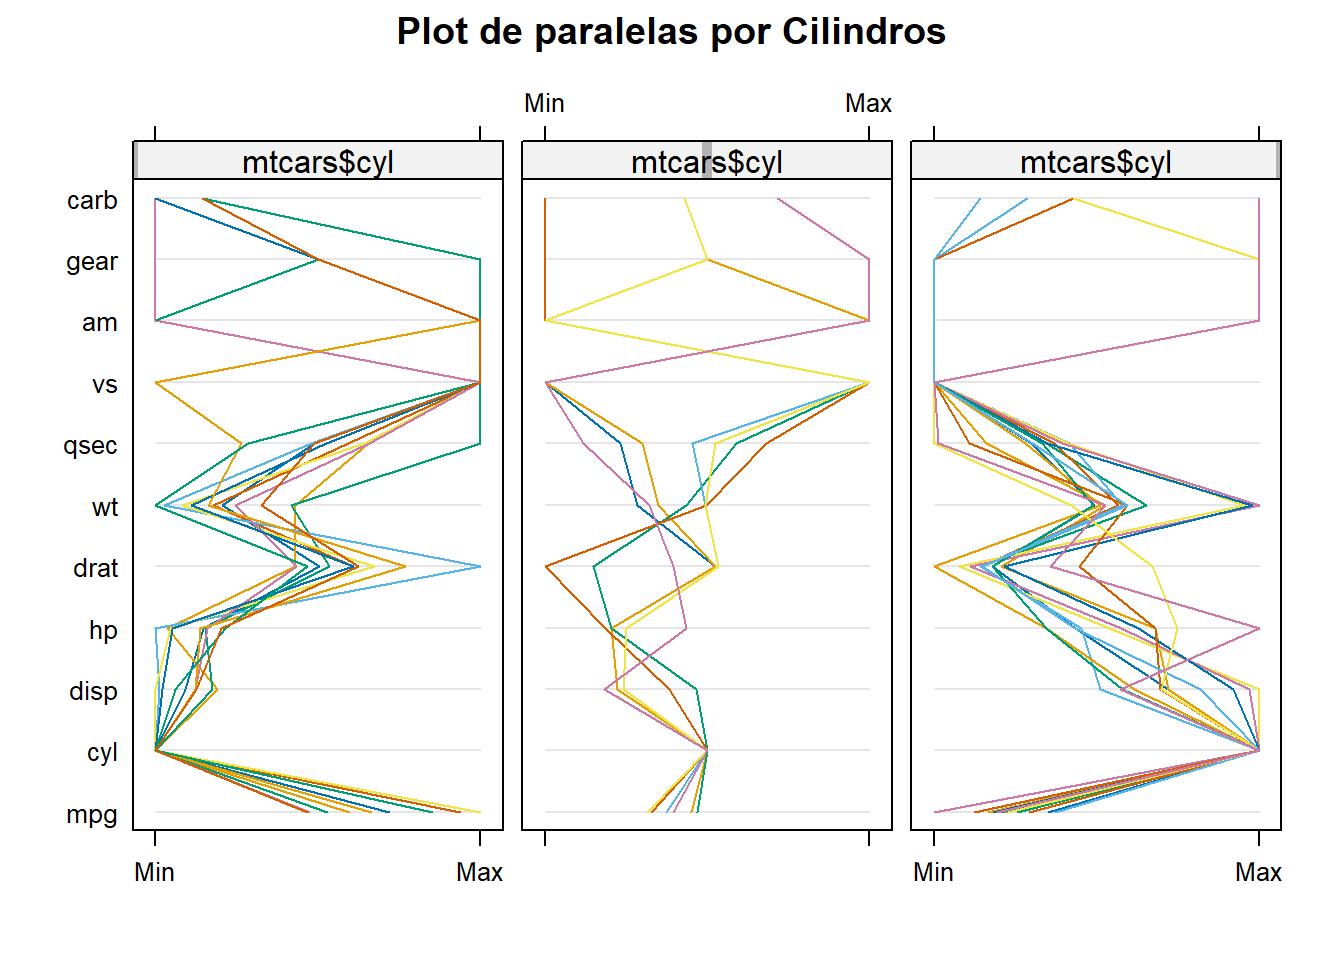 Plot de paralelas por Cilindros
Min Max
mtcars$cyl mtcars$cyl mtcars$cyl
carb
gear
am
vs
qsec
wt
drat
hp
disp
cyl
mpg
Min Max Min Max